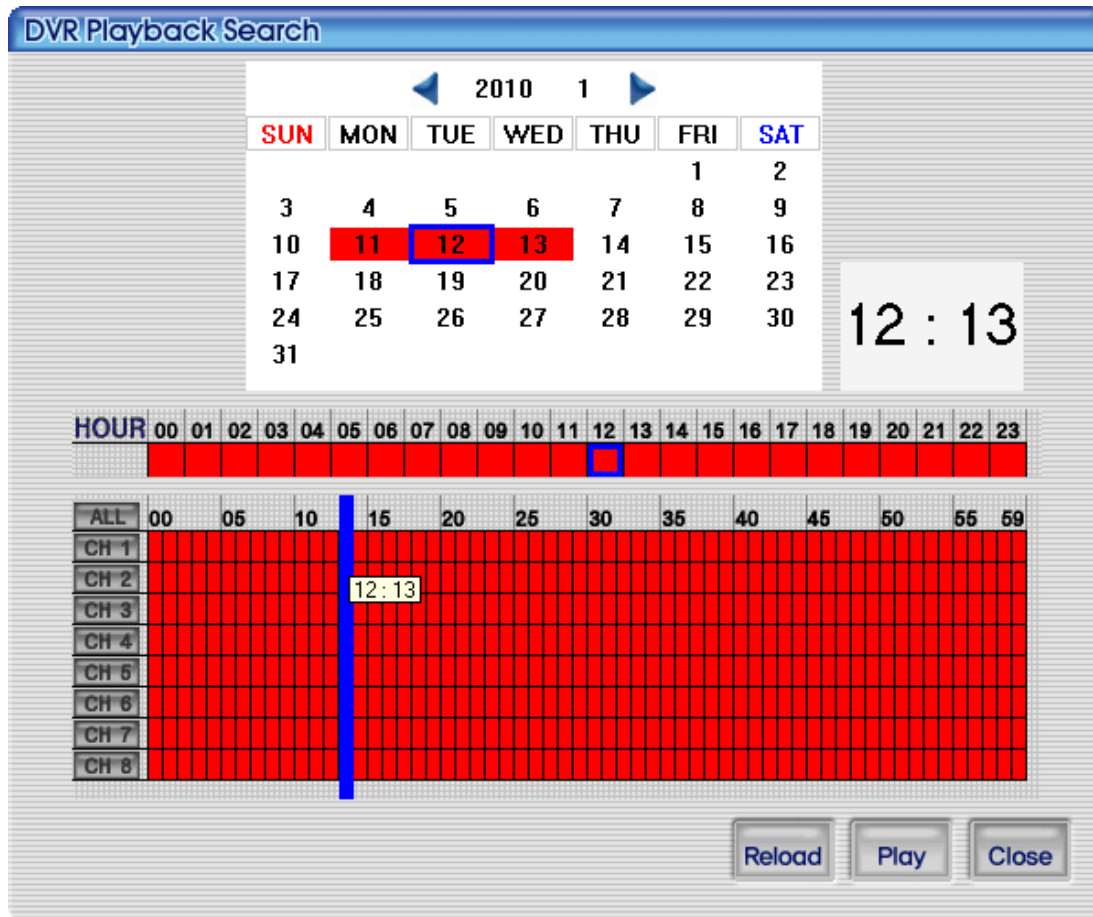 DVR Playback Search
2010 1
SUN MON TUE WED THU FRI SAT
1 2
3 4 5 6 7 8 9
10 11 12 13 14 15 16
17 18 19 20 21 22 23
24 25 26 27 28 29 30
31
12 : 13
HOUR 00 01 02 03 04 05 06 07 08 09 10 11 12 13 14 15 16 17 18 19 20 21 22 23
ALL 00 05 10 15 20 25 30 35 40 45 50 55 59
CH 1
CH 2
12 : 13
CH 3
CH 4
CH 5
CH 6
CH 7
CH 8
Reload Play Close